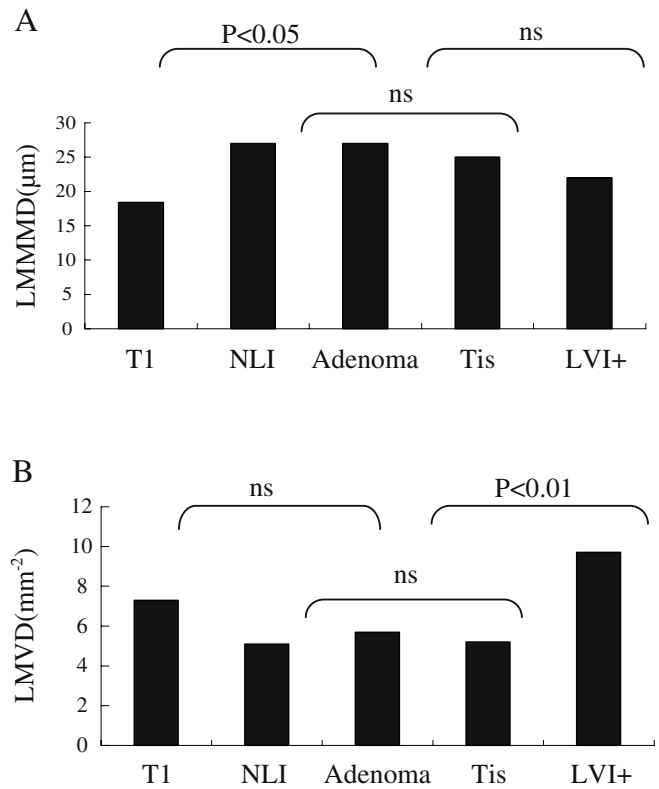 A
P<0.05
ns
ns
30
25
20
15
10
5
0
LMMMD(µm)
T1 NLI Adenoma Tis LVI+
B
ns
P<0.01
ns
12
10
8
6
4
2
0
LMVD(mm⁻²)
T1 NLI Adenoma Tis LVI+